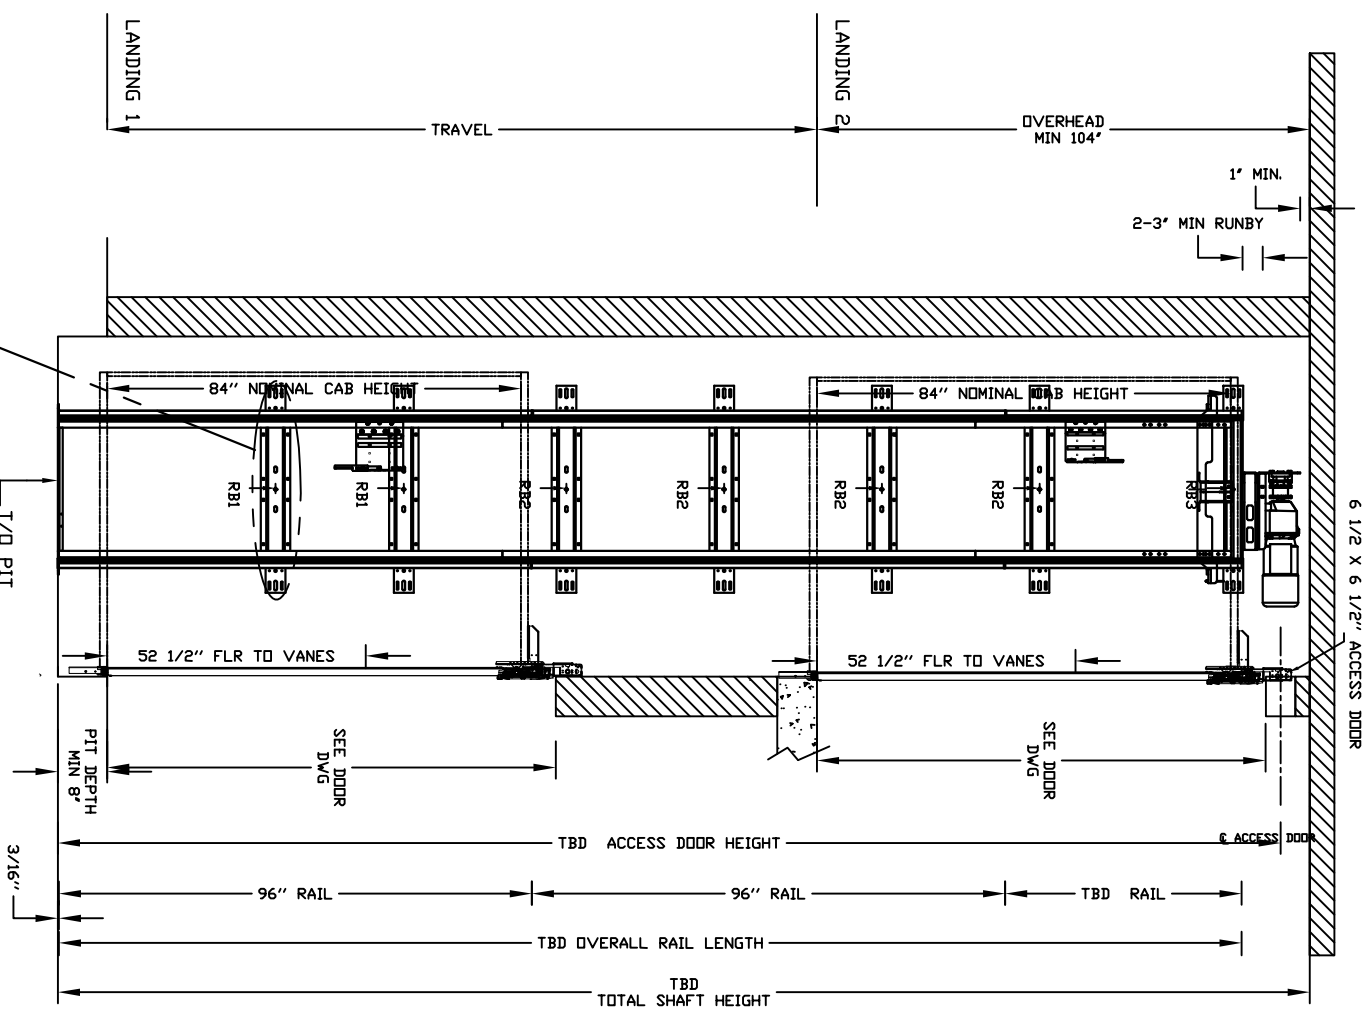 LANDING 1
LANDING 2
TRAVEL
OVERHEAD
MIN 104"
1" MIN.
2-3" MIN RUNBY
84'' NOMINAL CAB HEIGHT
84'' NOMINAL CAB HEIGHT
RB1
RB1
RB2
RB2
RB2
RB2
RB3
6 1/2 X 6 1/2'' ACCESS DOOR
T/O PIT
52 1/2'' FLR TO VANES
52 1/2'' FLR TO VANES
PIT DEPTH
MIN 8"
SEE DOOR
DWG
SEE DOOR
DWG
TBD ACCESS DOOR HEIGHT
℄ ACCESS DOOR
3/16''
96'' RAIL
96'' RAIL
TBD RAIL
TBD OVERALL RAIL LENGTH
TBD
TOTAL SHAFT HEIGHT